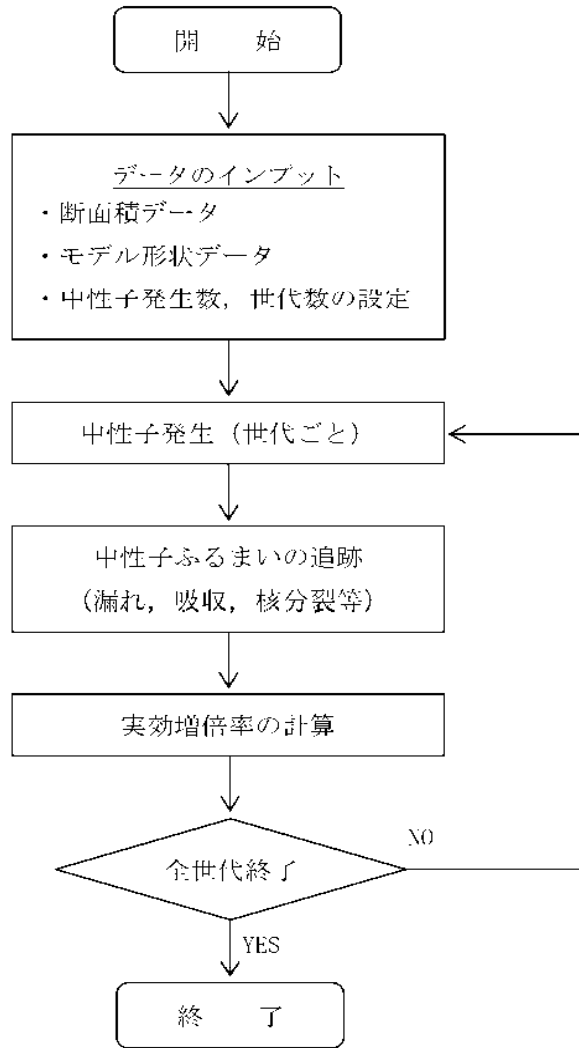 開　　始
データのインプット
・断面積データ
・モデル形状データ
・中性子発生数，世代数の設定
中性子発生（世代ごと）
中性子ふるまいの追跡
（漏れ，吸収，核分裂等）
実効増倍率の計算
全世代終了
NO
YES
終　　了